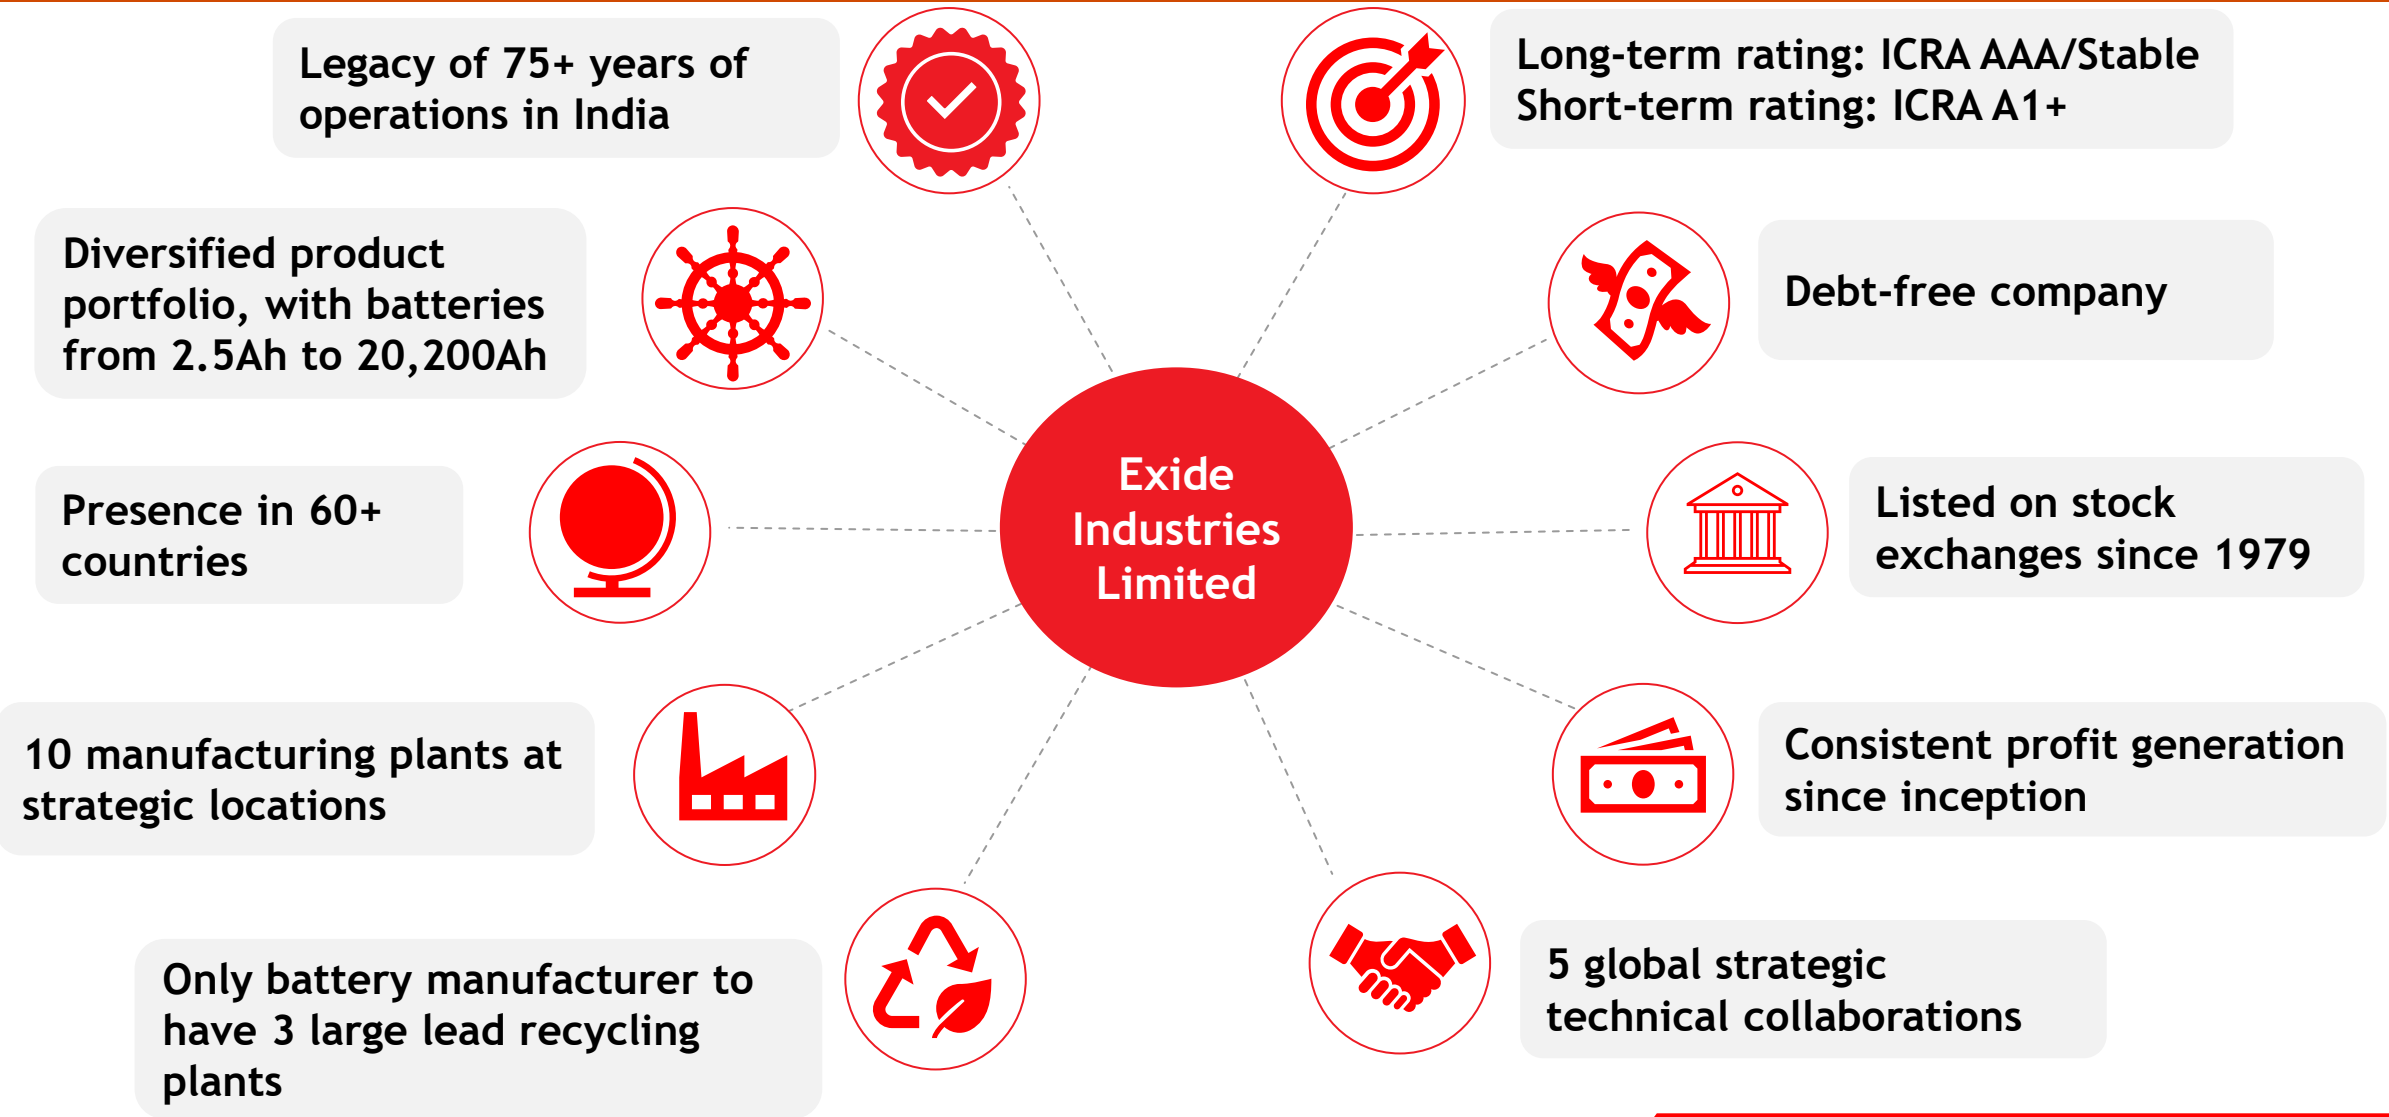 Legacy of 75+ years of
operations in India
Long-term rating: ICRA AAA/Stable
Short-term rating: ICRA A1+
Diversified product
portfolio, with batteries
from 2.5Ah to 20,200Ah
Debt-free company
Exide
Industries
Limited
Presence in 60+
countries
Listed on stock
exchanges since 1979
10 manufacturing plants at
strategic locations
Consistent profit generation
since inception
Only battery manufacturer to
have 3 large lead recycling
plants
5 global strategic
technical collaborations